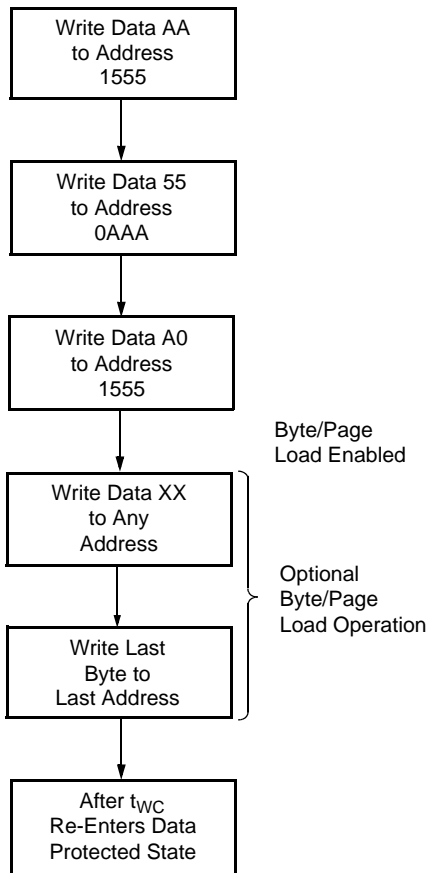 Write Data AA
to Address
1555
Write Data 55
to Address
0AAA
Write Data A0
to Address
1555
Byte/Page
Load Enabled
Write Data XX
to Any
Address
Optional
Byte/Page
Load Operation
Write Last
Byte to
Last Address
After tWC
Re-Enters Data
Protected State